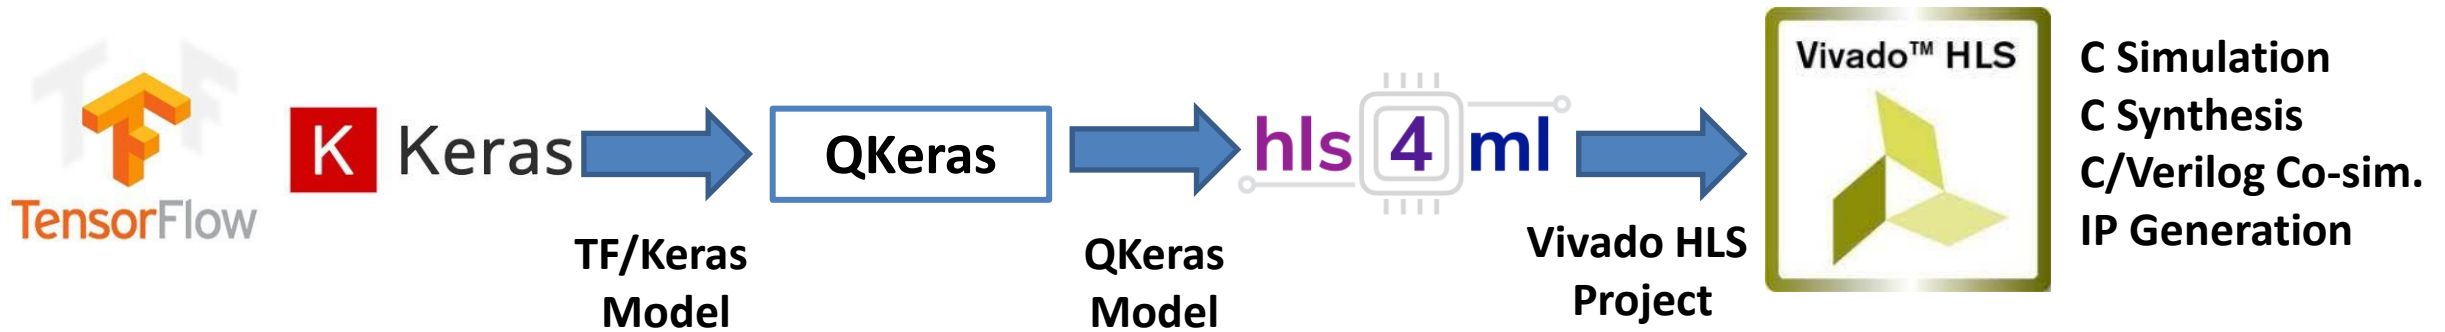 TF
TensorFlow
K Keras
TF/Keras
Model
QKeras
QKeras
Model
hls 4 ml
Vivado HLS
Project
Vivado™ HLS
C Simulation
C Synthesis
C/Verilog Co-sim.
IP Generation